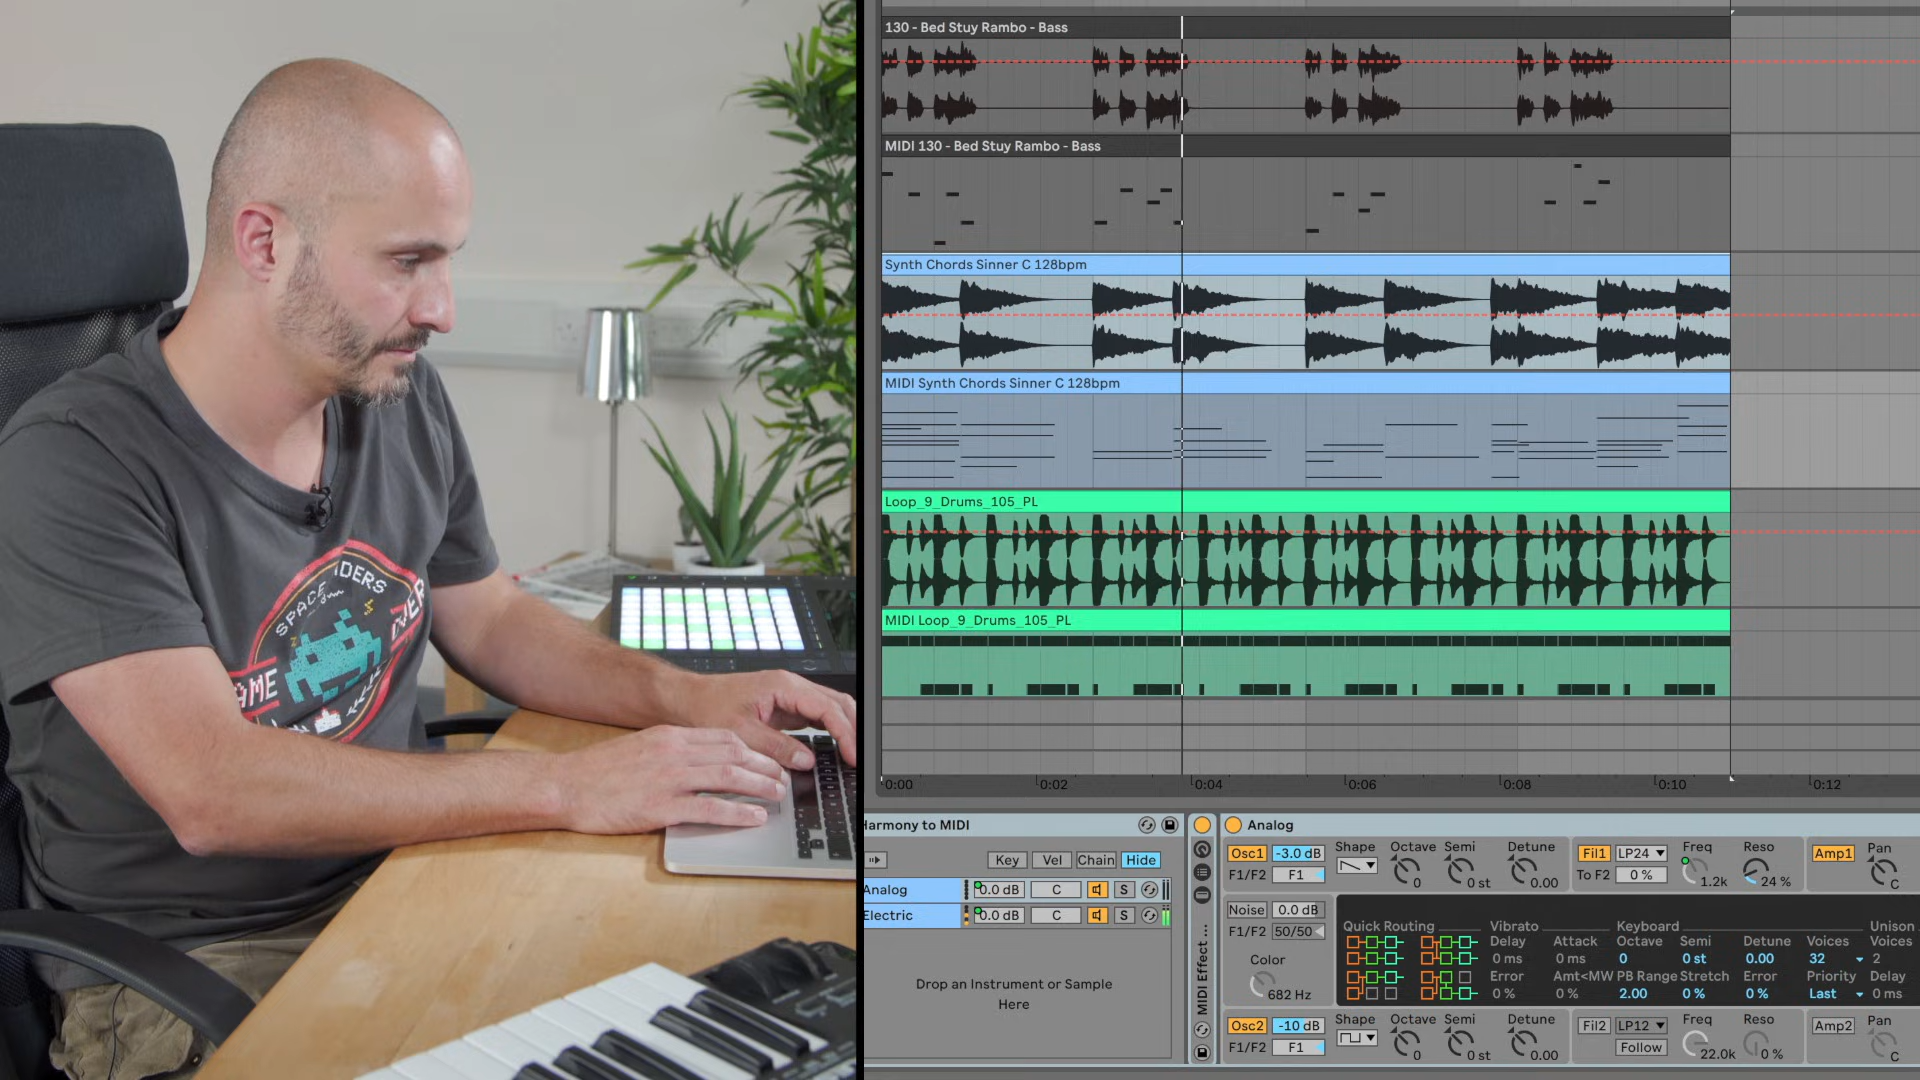 130 - Bed Stuy Rambo - Bass
MIDI 130 - Bed Stuy Rambo - Bass
Synth Chords Sinner C 128bpm
MIDI Synth Chords Sinner C 128bpm
Loop_9_Drums_105_PL
MIDI Loop_9_Drums_105_PL
0:00 0:02 0:04 0:06 0:08 0:10 0:12
SPACE
GAME
OVER
Harmony to MIDI
Key Vel Chain Hide
Analog 0.0 dB C S
Electric 0.0 dB C S
Drop an Instrument or Sample
Here
MIDI Effect ...
Analog
Osc1 -3.0 dB Shape Octave Semi Detune Fil1 LP24 Freq Reso Amp1 Pan
F1/F2 F1 0 0 st 0.00 To F2 0 % 1.2k 24 % C
Noise 0.0 dB
F1/F2 50/50
Color
682 Hz
Quick Routing Vibrato Keyboard Unison
Delay Attack Octave Semi Detune Voices Voices
0 ms 0 ms 0 0 st 0.00 32 2
Error Amt<MW PB Range Stretch Error Priority Delay
0 % 0 % 2.00 0 % 0 % Last 0 ms
Osc2 -10 dB Shape Octave Semi Detune Fil2 LP12 Freq Reso Amp2 Pan
F1/F2 F1 0 0 st 0.00 Follow 22.0k 0 % C